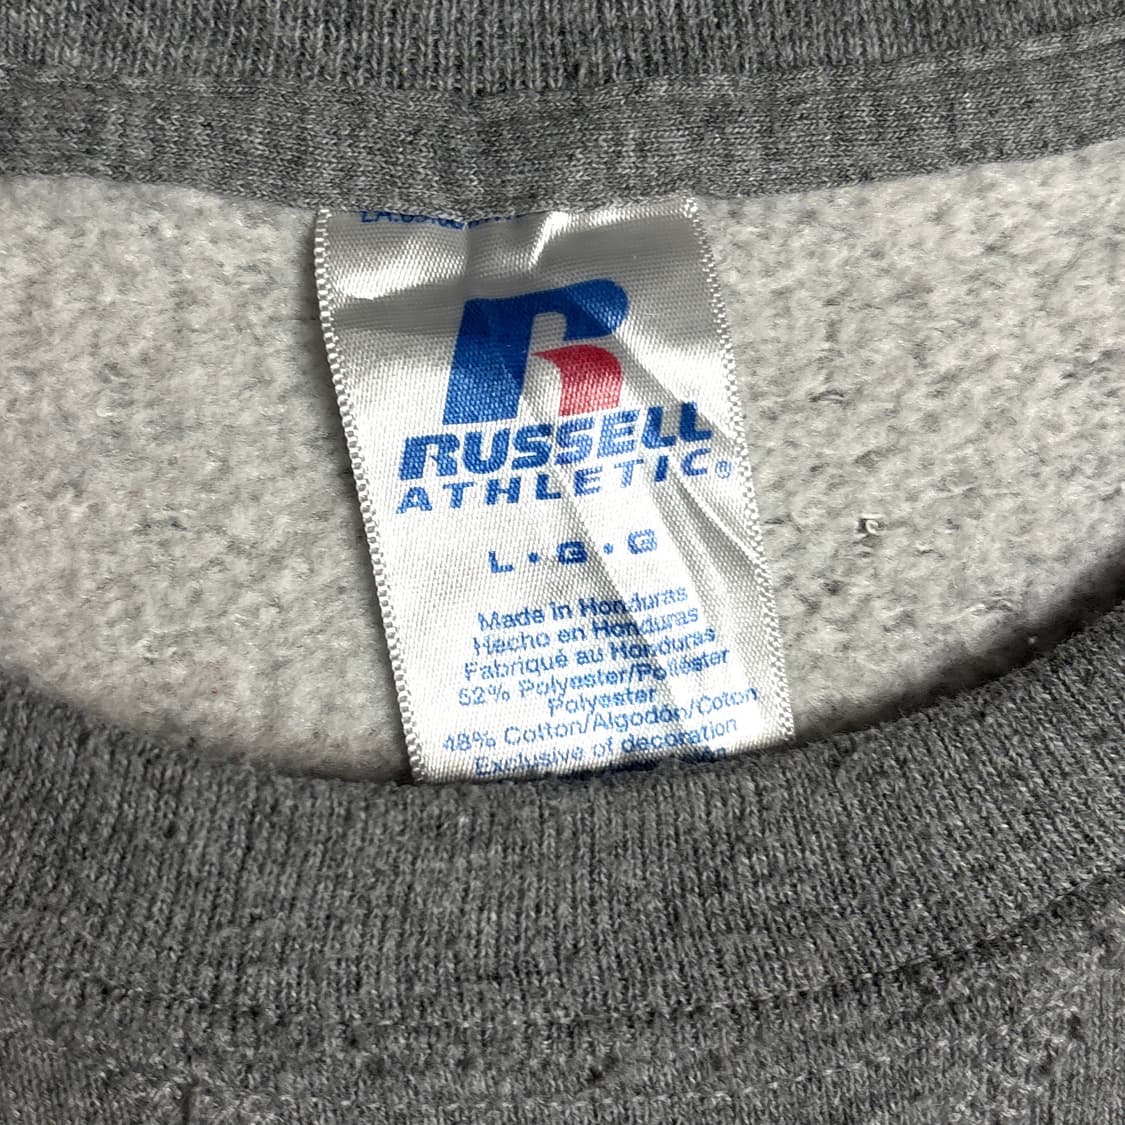 RUSSELL
ATHLETIC®
L • G • G
Made in Honduras
Hecho en Honduras
Fabriqué au Honduras
52% Polyester/Poliéster
Polyester
48% Cotton/Algodón/Coton
Exclusive of decoration